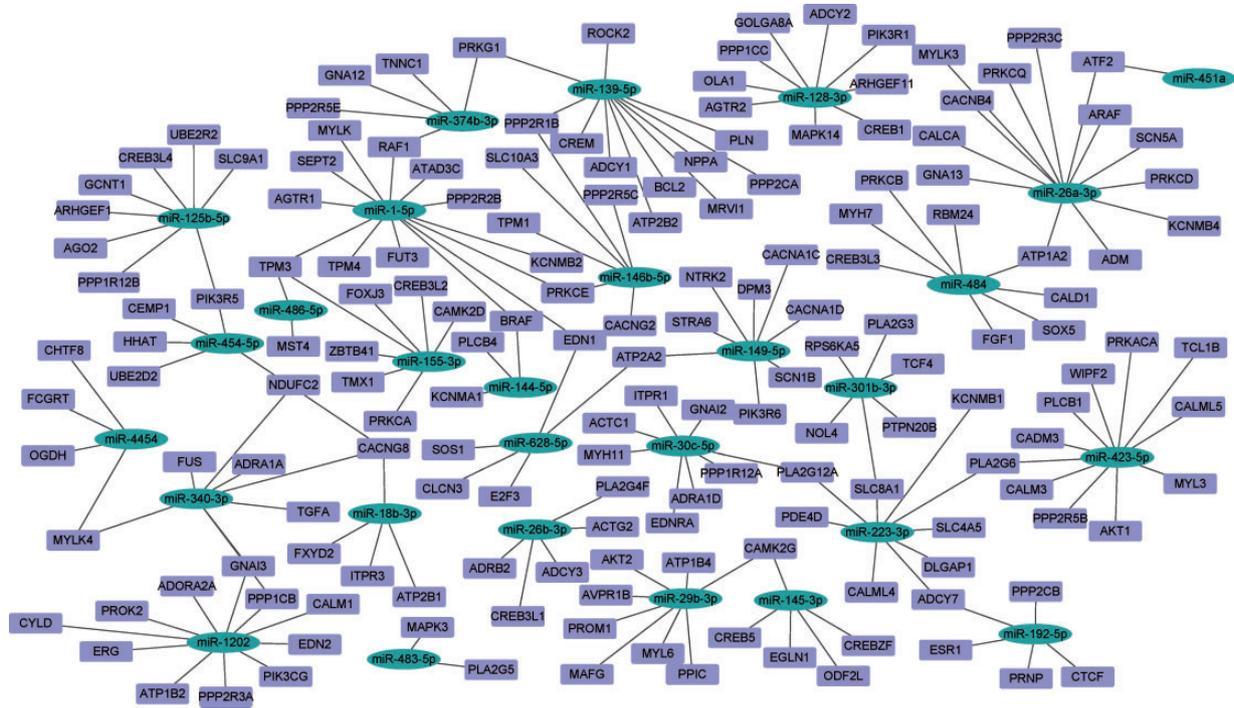 ROCK2
GOLGA8A
ADCY2
PIK3R1
PPP2R3C
PRKG1
TNNC1
GNA12
PPP1CC
MYLK3
ATF2
miR-451a
PRKCQ
OLA1
ARHGEF11
miR-139-5p
miR-128-3p
PPP2R5E
AGTR2
CACNB4
ARAF
miR-374b-3p
PPP2R1B
MAPK14
CREB1
MYLK
UBE2R2
CREM
PLN
CALCA
SCN5A
RAF1
SLC10A3
ADCY1
NPPA
CREB3L4
SLC9A1
SEPT2
ATAD3C
GNA13
PRKCD
miR-26a-3p
GCNT1
BCL2
PPP2CA
PRKCB
AGTR1
PPP2R2B
PPP2R5C
ARHGEF1
miR-1-5p
MRVI1
miR-125b-5p
MYH7
RBM24
KCNMB4
TPM1
ATP2B2
AGO2
FUT3
CREB3L3
ATP1A2
ADM
TPM3
TPM4
KCNMB2
CACNA1C
PPP1R12B
miR-146b-5p
NTRK2
miR-484
CALD1
FOXJ3
CREB3L2
PRKCE
DPM3
PIK3R5
miR-486-5p
CEMP1
CAMK2D
CACNA1D
PLA2G3
SOX5
BRAF
CACNG2
STRA6
FGF1
MST4
EDN1
PRKACA
HHAT
miR-454-5p
ZBTB41
PLCB4
ATP2A2
miR-149-5p
RPS6KA5
TCL1B
CHTF8
miR-155-3p
TCF4
WIPF2
UBE2D2
TMX1
miR-144-5p
SCN1B
miR-301b-3p
NDUFC2
KCNMA1
PIK3R6
KCNMB1
PLCB1
FCGRT
ITPR1
PTPN20B
CALML5
PRKCA
GNAI2
NOL4
miR-4454
ACTC1
CADM3
miR-628-5p
miR-30c-5p
OGDH
SOS1
CACNG8
MYH11
miR-423-5p
FUS
ADRA1A
PLA2G12A
PLA2G6
PPP1R12A
CLCN3
E2F3
PLA2G4F
ADRA1D
SLC8A1
CALM3
MYL3
miR-340-3p
TGFA
miR-18b-3p
EDNRA
PDE4D
PPP2R5B
MYLK4
miR-26b-3p
ACTG2
miR-223-3p
SLC4A5
AKT1
FXYD2
ATP1B4
GNAI3
AKT2
CAMK2G
ADRB2
ADCY3
DLGAP1
ADORA2A
ITPR3
PPP1CB
ATP2B1
AVPR1B
miR-29b-3p
miR-145-3p
CALML4
ADCY7
PROK2
CALM1
CREB3L1
PPP2CB
CYLD
PROM1
MAPK3
miR-192-5p
miR-1202
EDN2
CREB5
CREBZF
ERG
MYL6
ESR1
miR-483-5p
EGLN1
PIK3CG
PLA2G5
MAFG
PPIC
ODF2L
PRNP
CTCF
ATP1B2
PPP2R3A